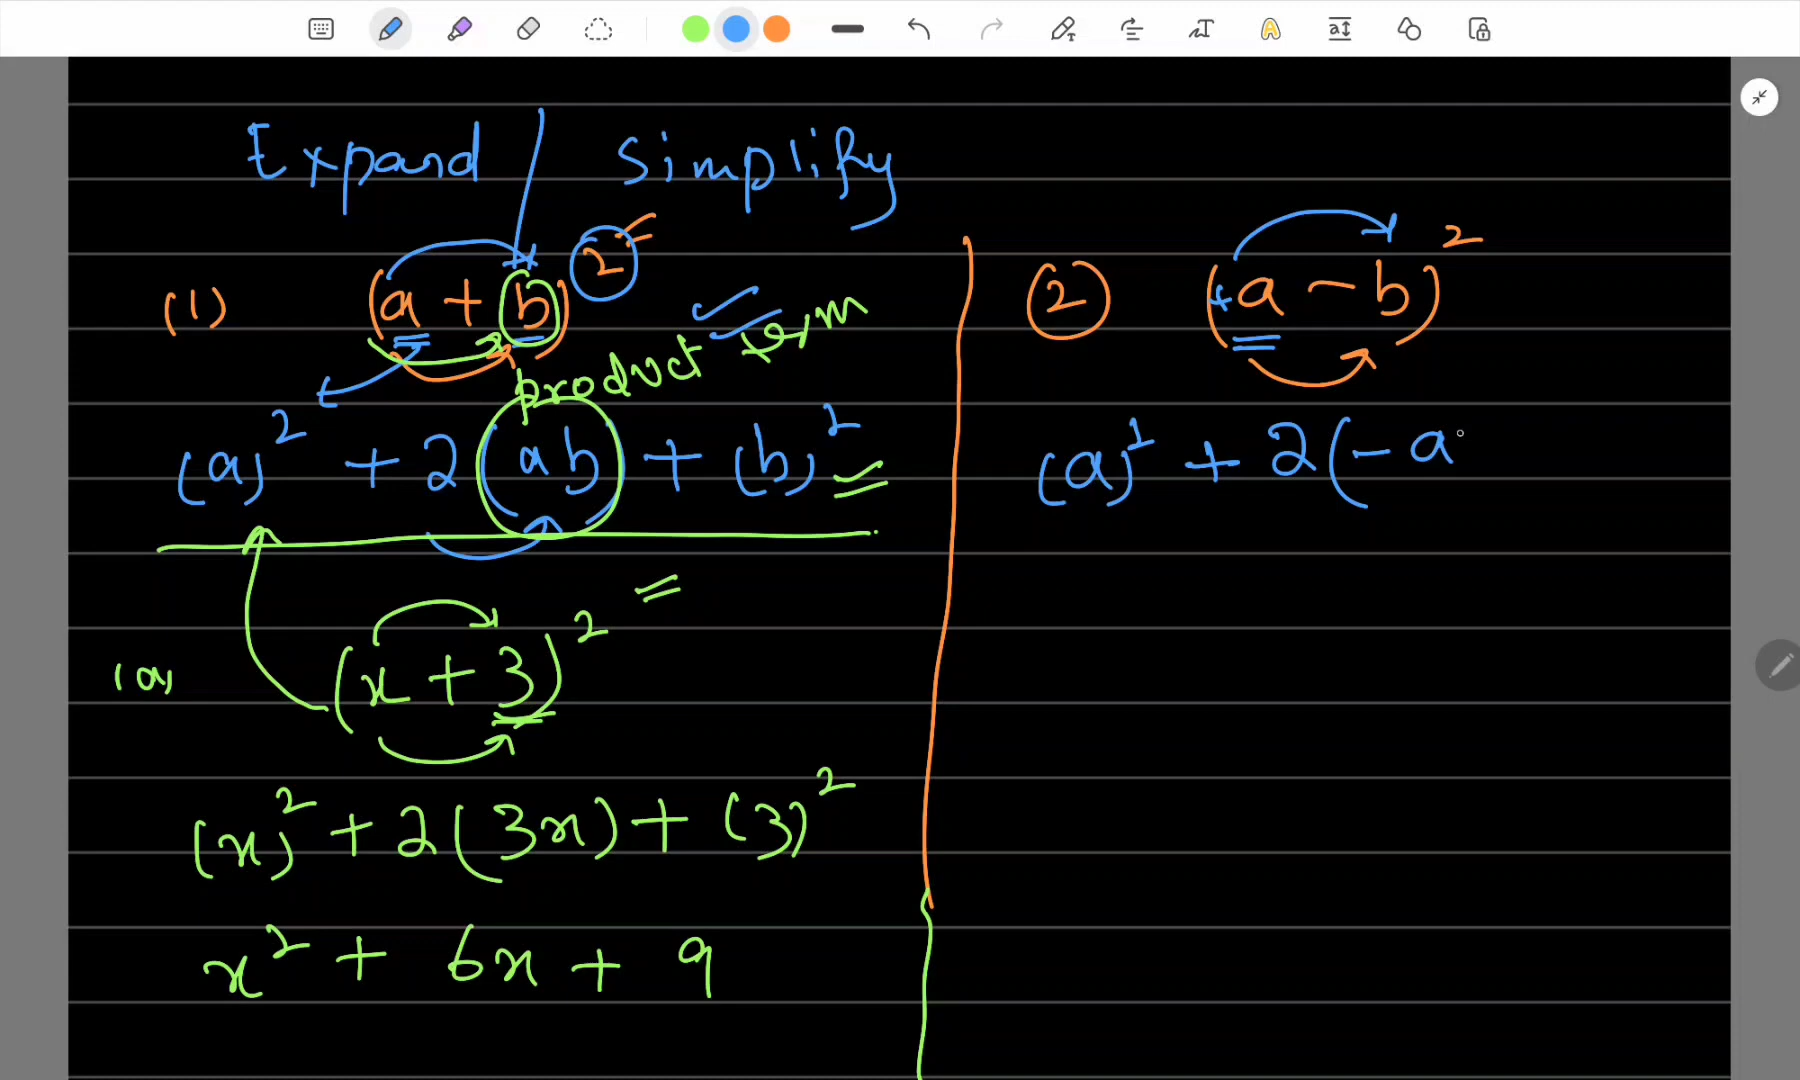 Expand / Simplify
(1) (a + b)²
product term
(a)² + 2(ab) + (b)²
(a) (x + 3)² =
(x)² + 2(3x) + (3)²
x² + 6x + 9
② (+a - b)²
(a)² + 2(-a